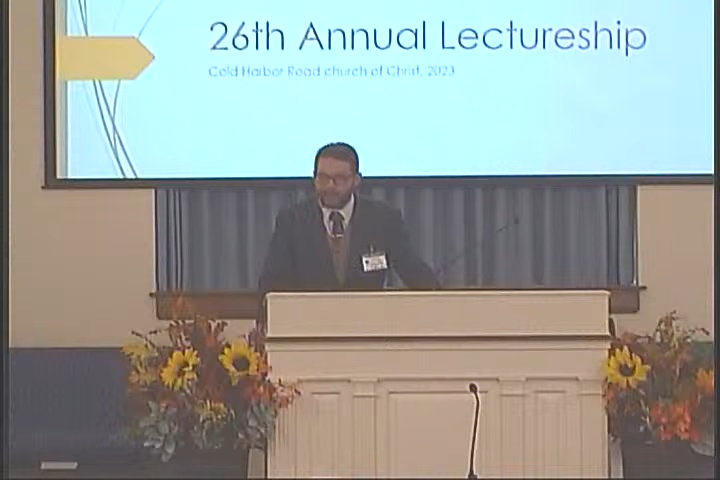 26th Annual Lectureship
Cold Harbor Road church of Christ, 2023